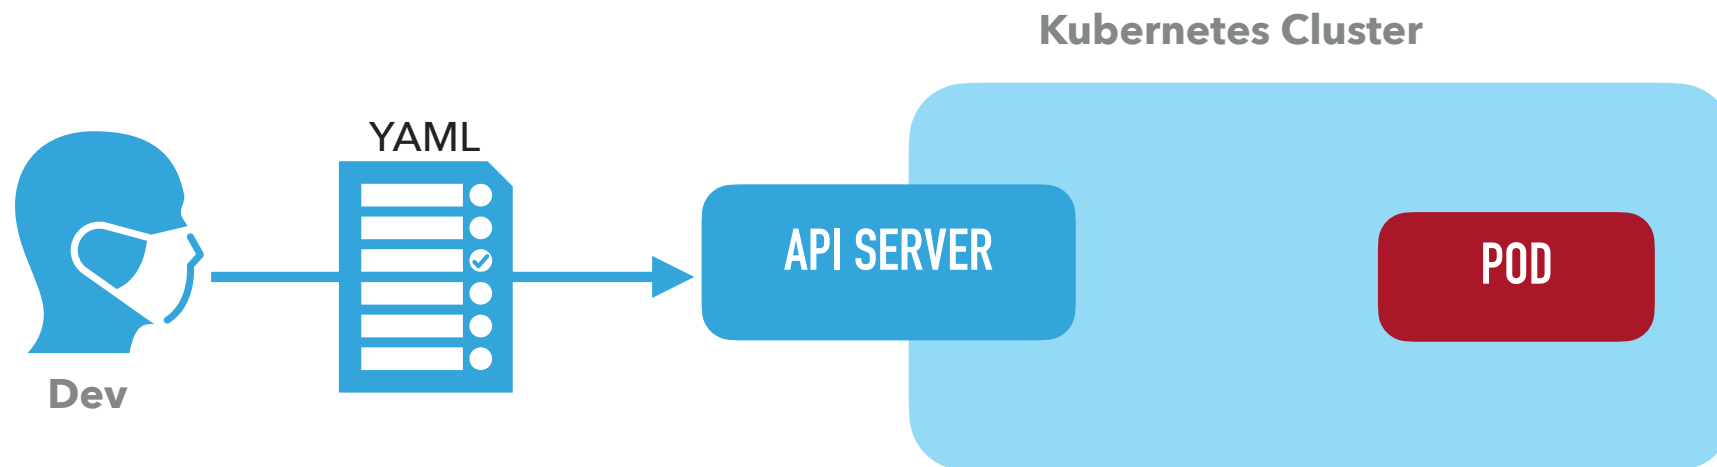 Kubernetes Cluster
YAML
API SERVER
POD
Dev